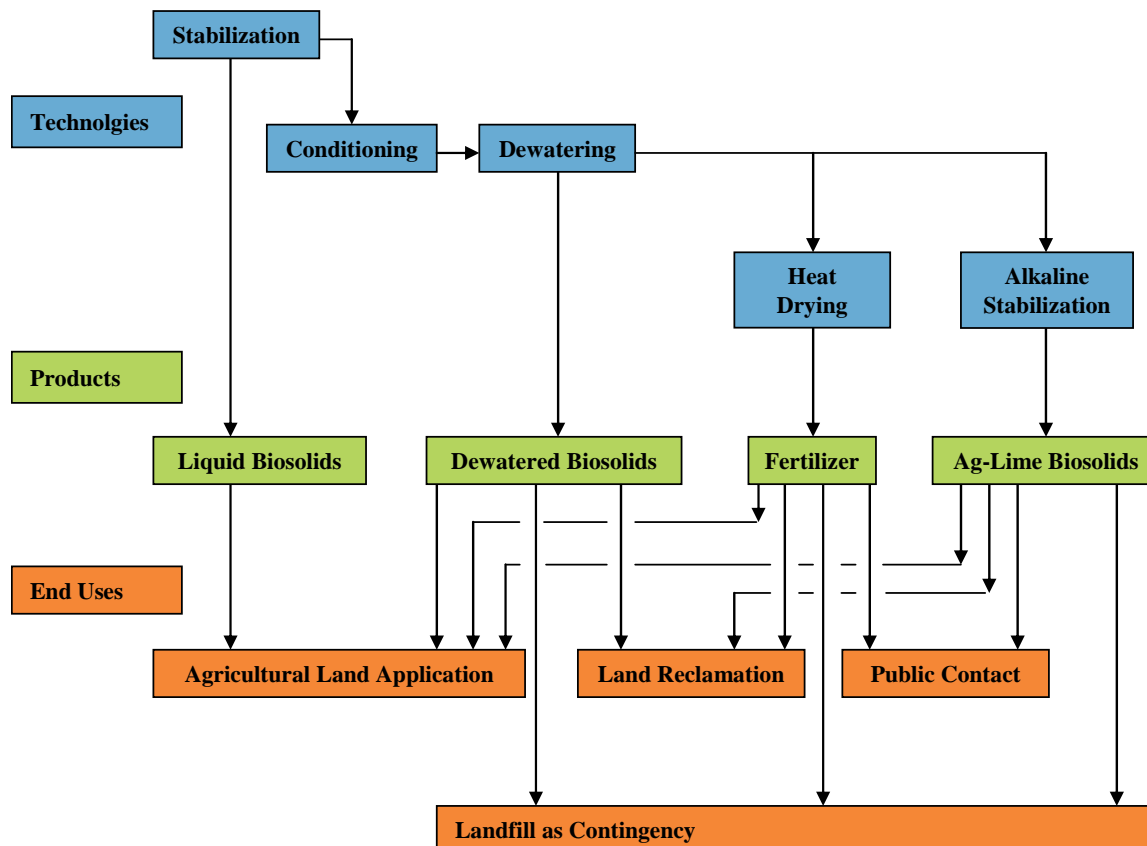 Stabilization
Technolgies
Conditioning
Dewatering
Heat
Drying
Alkaline
Stabilization
Products
Liquid Biosolids
Dewatered Biosolids
Fertilizer
Ag-Lime Biosolids
End Uses
Agricultural Land Application
Land Reclamation
Public Contact
Landfill as Contingency